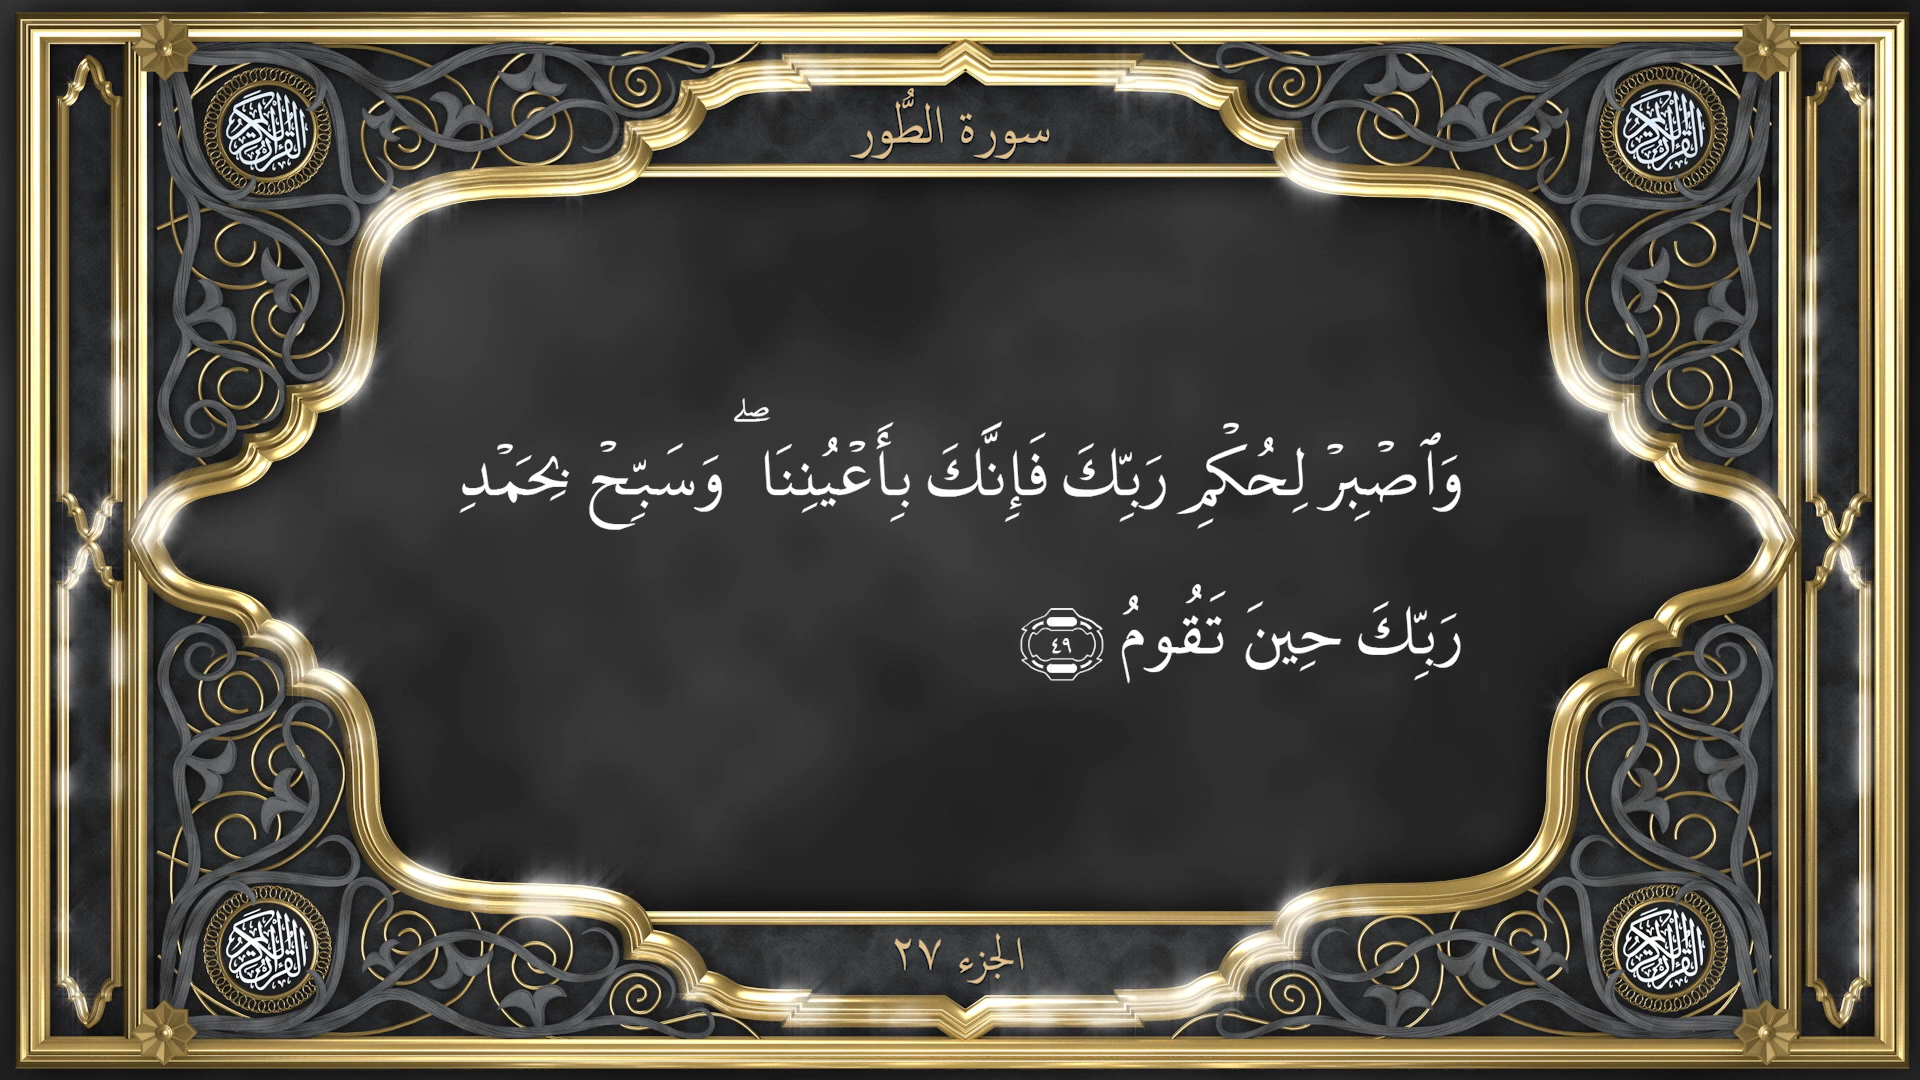 سورة الطُّور
وَٱصْبِرْ لِحُكْمِ رَبِّكَ فَإِنَّكَ بِأَعْيُنِنَا ۖ وَسَبِّحْ بِحَمْدِ
رَبِّكَ حِينَ تَقُومُ ٤٩
الجزء ٢٧